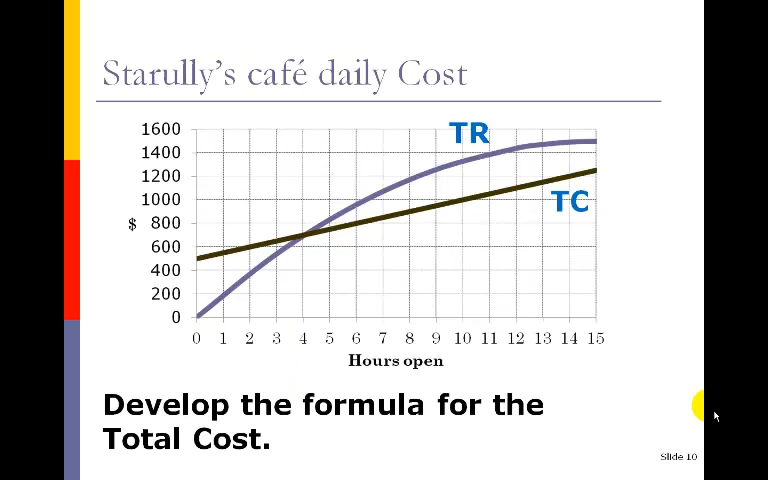 Starully's café daily Cost
1600
1400
1200
1000
800
600
400
200
0
$
TR
TC
0 1 2 3 4 5 6 7 8 9 10 11 12 13 14 15
Hours open
Develop the formula for the
Total Cost.
Slide 10